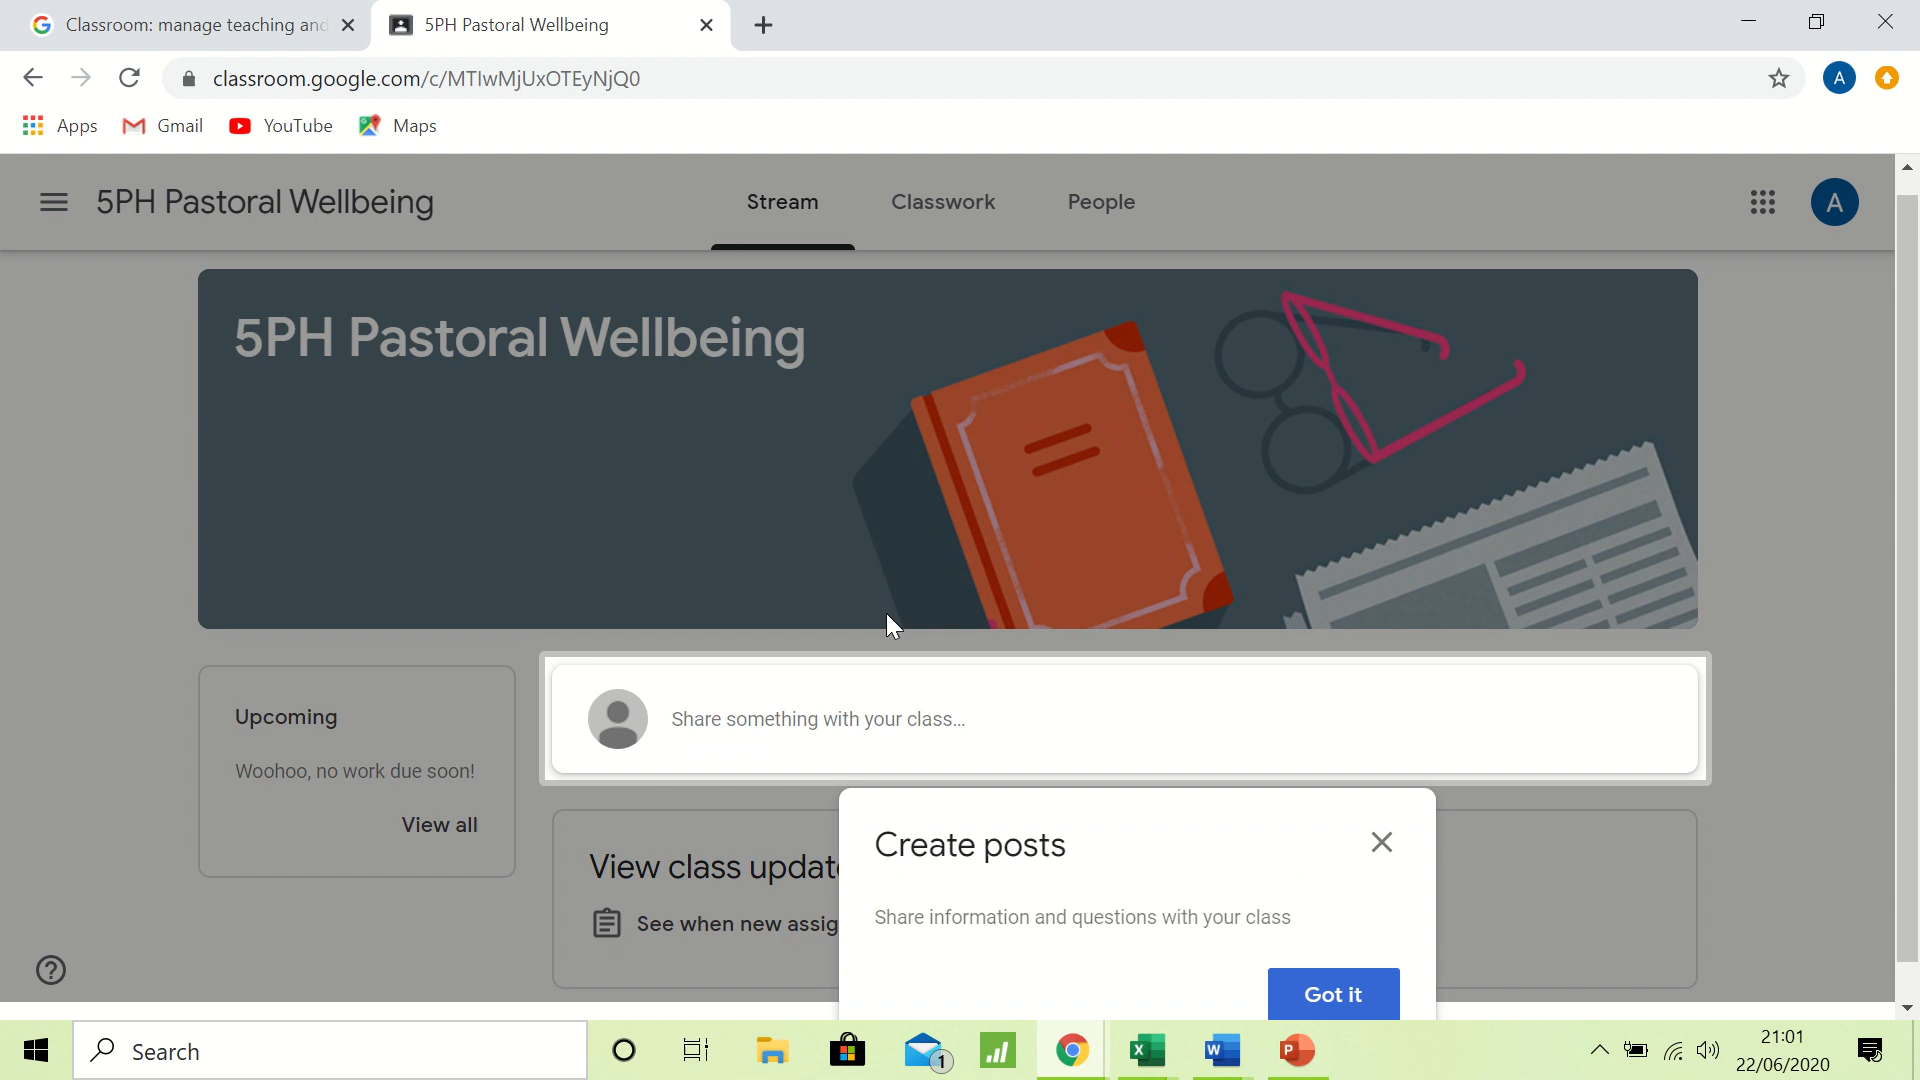 Classroom: manage teaching and
5PH Pastoral Wellbeing
classroom.google.com/c/MTIwMjUxOTEyNjQ0
A
Apps
Gmail
YouTube
Maps
5PH Pastoral Wellbeing
Stream
Classwork
People
A
5PH Pastoral Wellbeing
Upcoming
Woohoo, no work due soon!
View all
Share something with your class...
View class update
See when new assig
Create posts
Share information and questions with your class
Got it
Search
1
21:01
22/06/2020